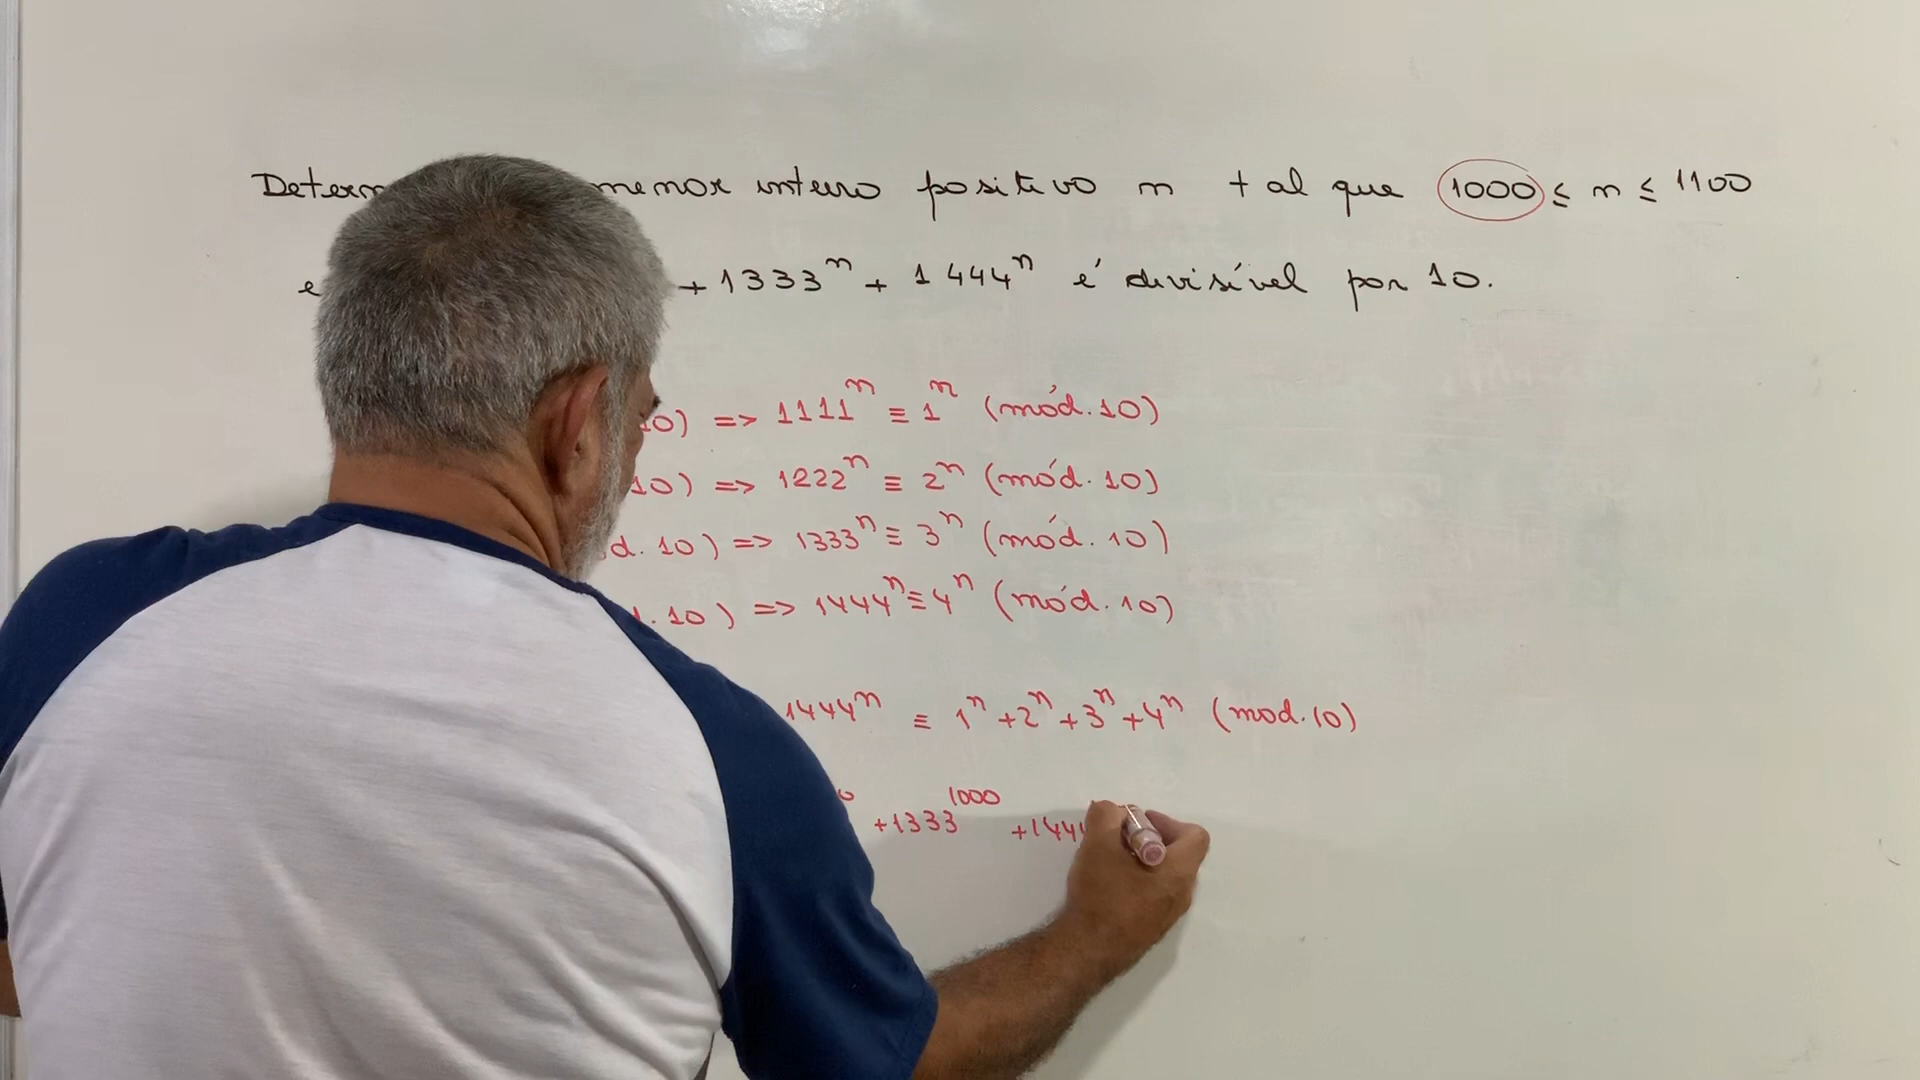 menor inteiro positivo n tal que 1000 ≤ n ≤ 1100
e + 1333ⁿ + 1444ⁿ é divisível por 10.
10) => 1111ⁿ ≡ 1ⁿ (mód. 10)
10) => 1222ⁿ ≡ 2ⁿ (mód. 10)
d. 10) => 1333ⁿ ≡ 3ⁿ (mód. 10)
. 10) => 1444ⁿ ≡ 4ⁿ (mód. 10)
1444ⁿ ≡ 1ⁿ + 2ⁿ + 3ⁿ + 4ⁿ (mod. 10)
+1333¹⁰⁰⁰ +144